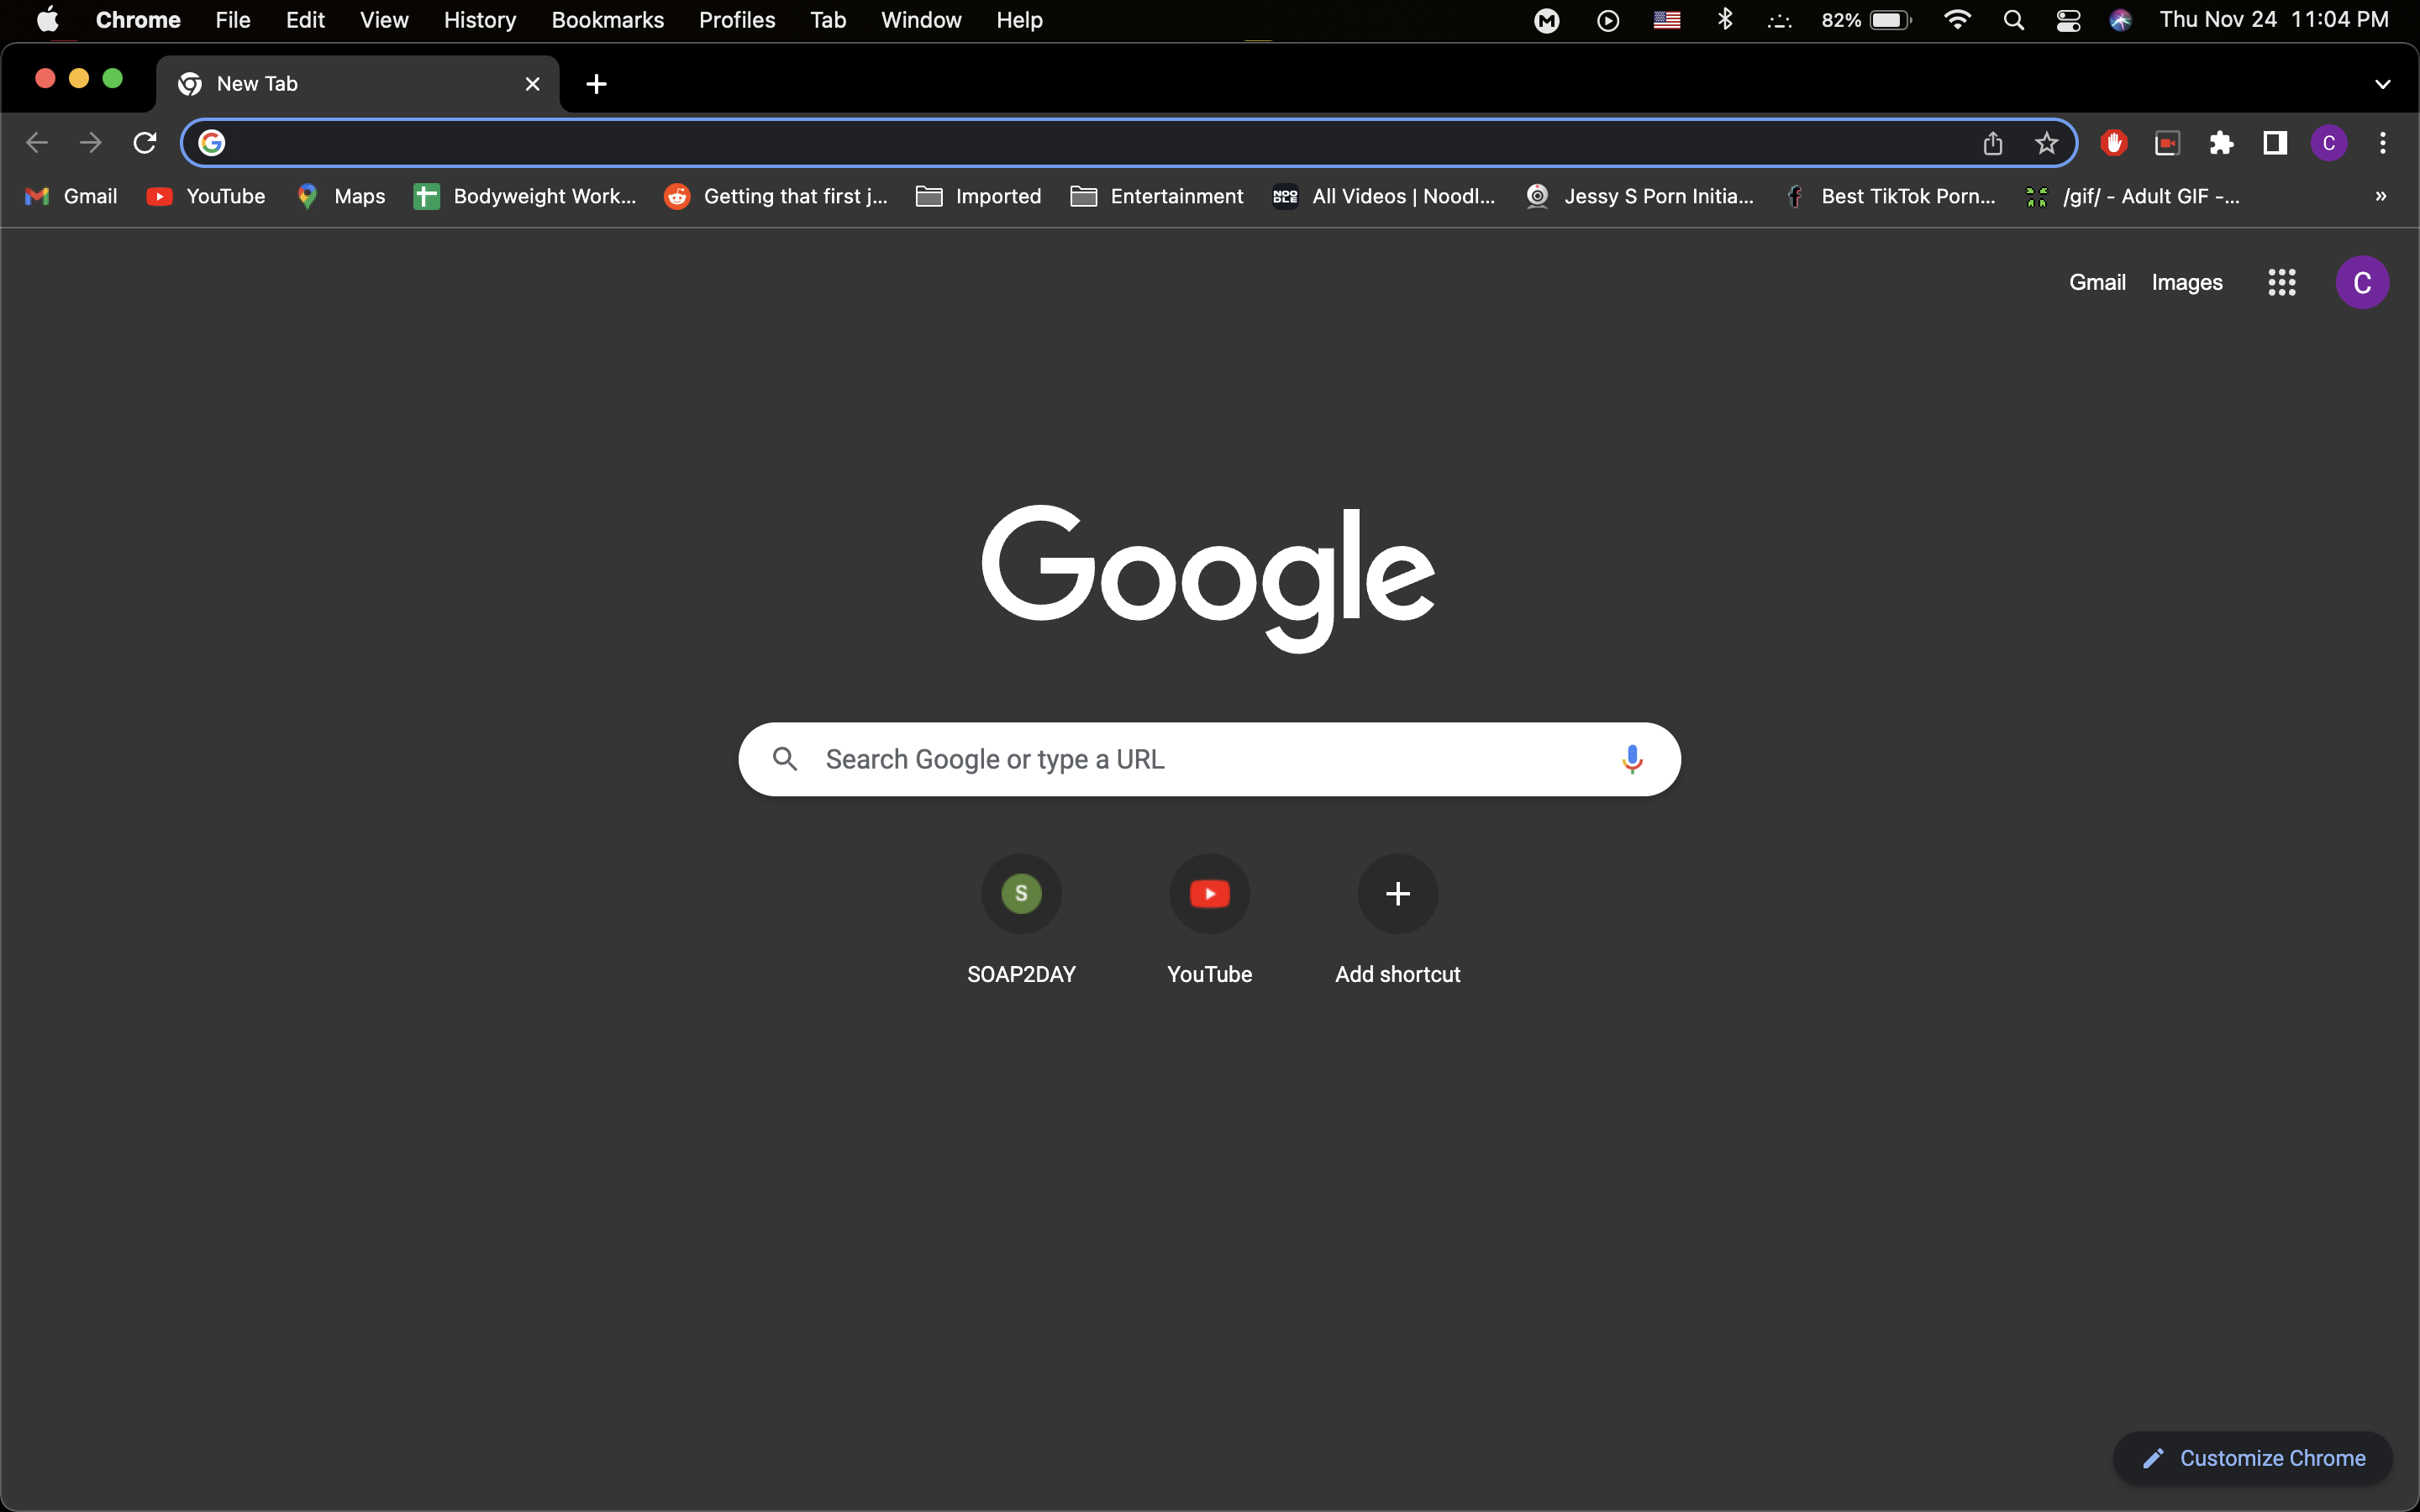 Chrome File Edit View History Bookmarks Profiles Tab Window Help 82% Thu Nov 24 11:04 PM
New Tab
C
Gmail YouTube Maps Bodyweight Work... Getting that first j... Imported Entertainment NOODLE All Videos | Noodl... Jessy S Porn Initia... Best TikTok Porn... /gif/ - Adult GIF -... »
Gmail Images C
Google
Search Google or type a URL
S
SOAP2DAY YouTube Add shortcut
Customize Chrome